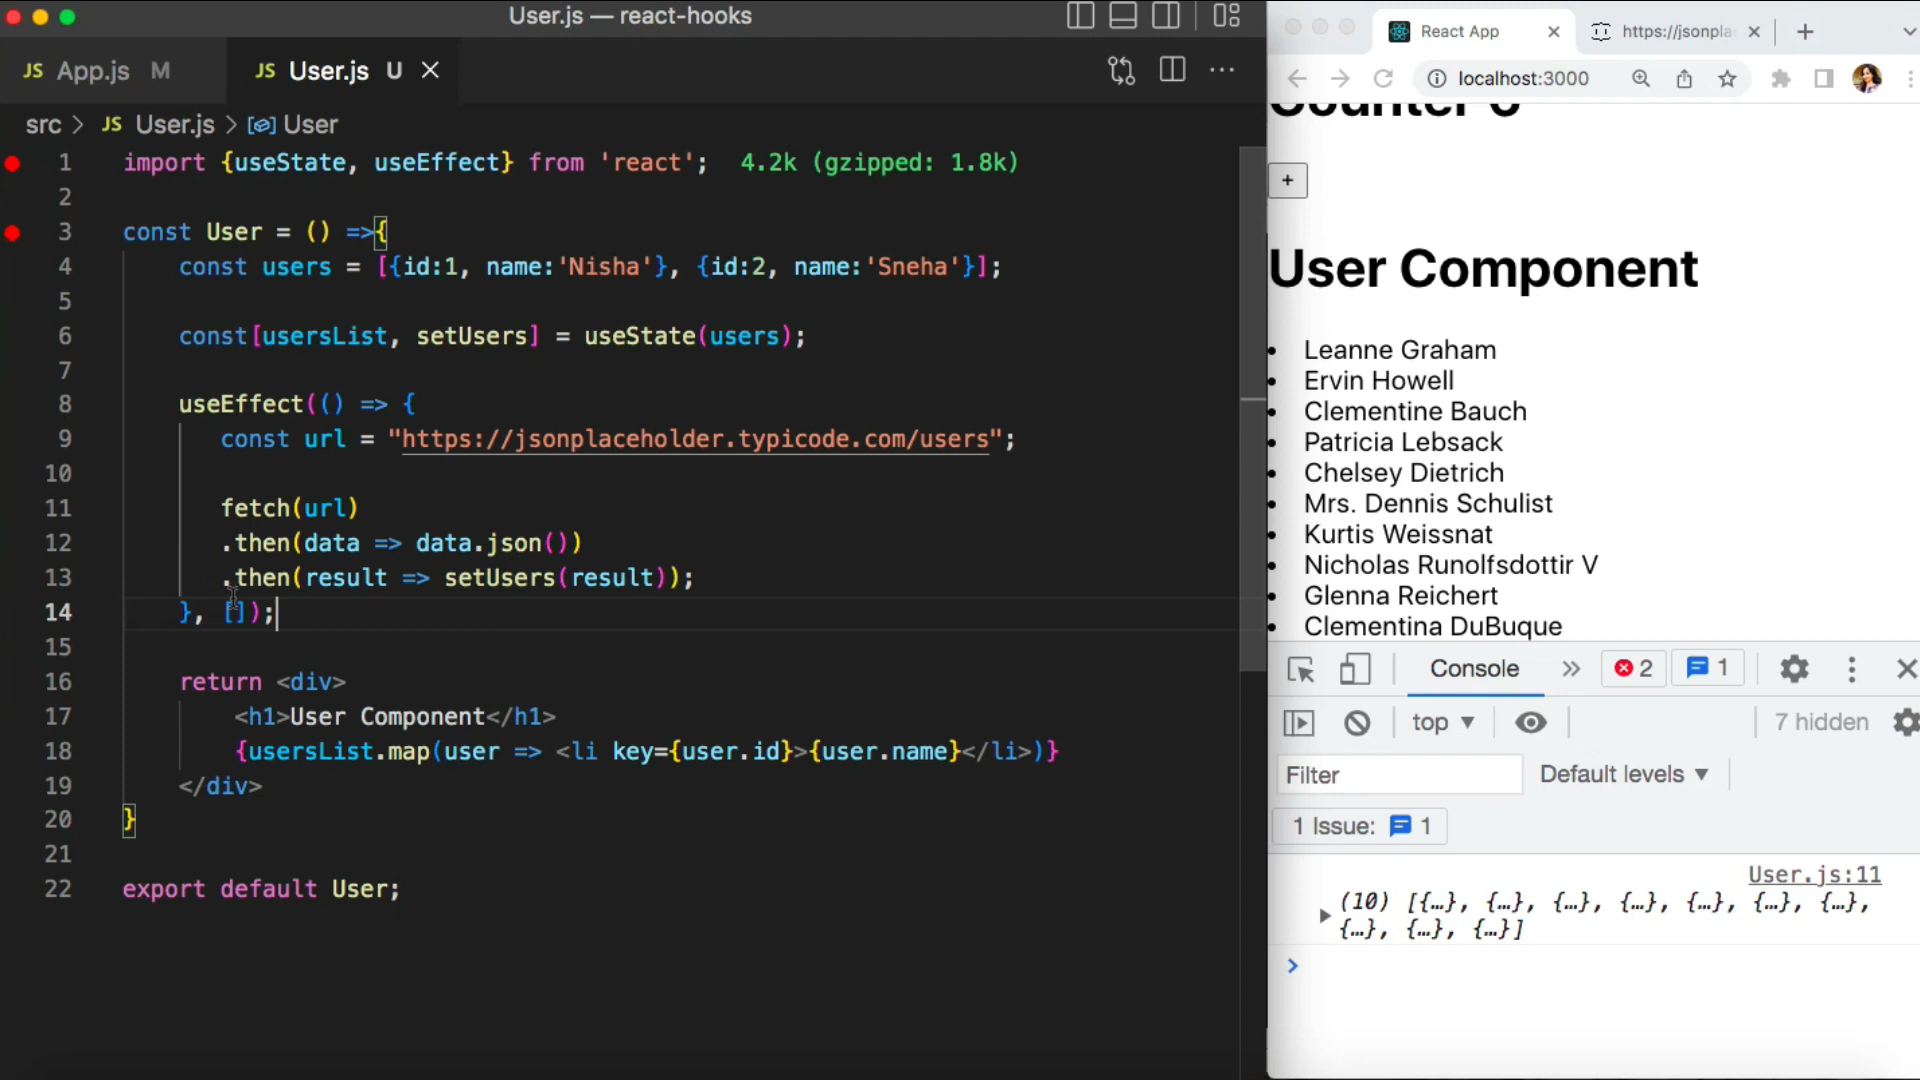 User.js — react-hooks
JS App.js M
JS User.js U
src > JS User.js > User
1 import {useState, useEffect} from 'react'; 4.2k (gzipped: 1.8k)
2
3 const User = () =>{
4 const users = [{id:1, name:'Nisha'}, {id:2, name:'Sneha'}];
5
6 const[usersList, setUsers] = useState(users);
7
8 useEffect(() => {
9 const url = "https://jsonplaceholder.typicode.com/users";
10
11 fetch(url)
12 .then(data => data.json())
13 .then(result => setUsers(result));
14 }, []);
15
16 return <div>
17 <h1>User Component</h1>
18 {usersList.map(user => <li key={user.id}>{user.name}</li>)}
19 </div>
20 }
21
22 export default User;
React App
https://jsonpla
localhost:3000
+
User Component
Leanne Graham
Ervin Howell
Clementine Bauch
Patricia Lebsack
Chelsey Dietrich
Mrs. Dennis Schulist
Kurtis Weissnat
Nicholas Runolfsdottir V
Glenna Reichert
Clementina DuBuque
Console 2 1
top 7 hidden
Filter Default levels
1 Issue: 1
User.js:11
(10) [{…}, {…}, {…}, {…}, {…}, {…}, {…},
{…}, {…}, {…}]